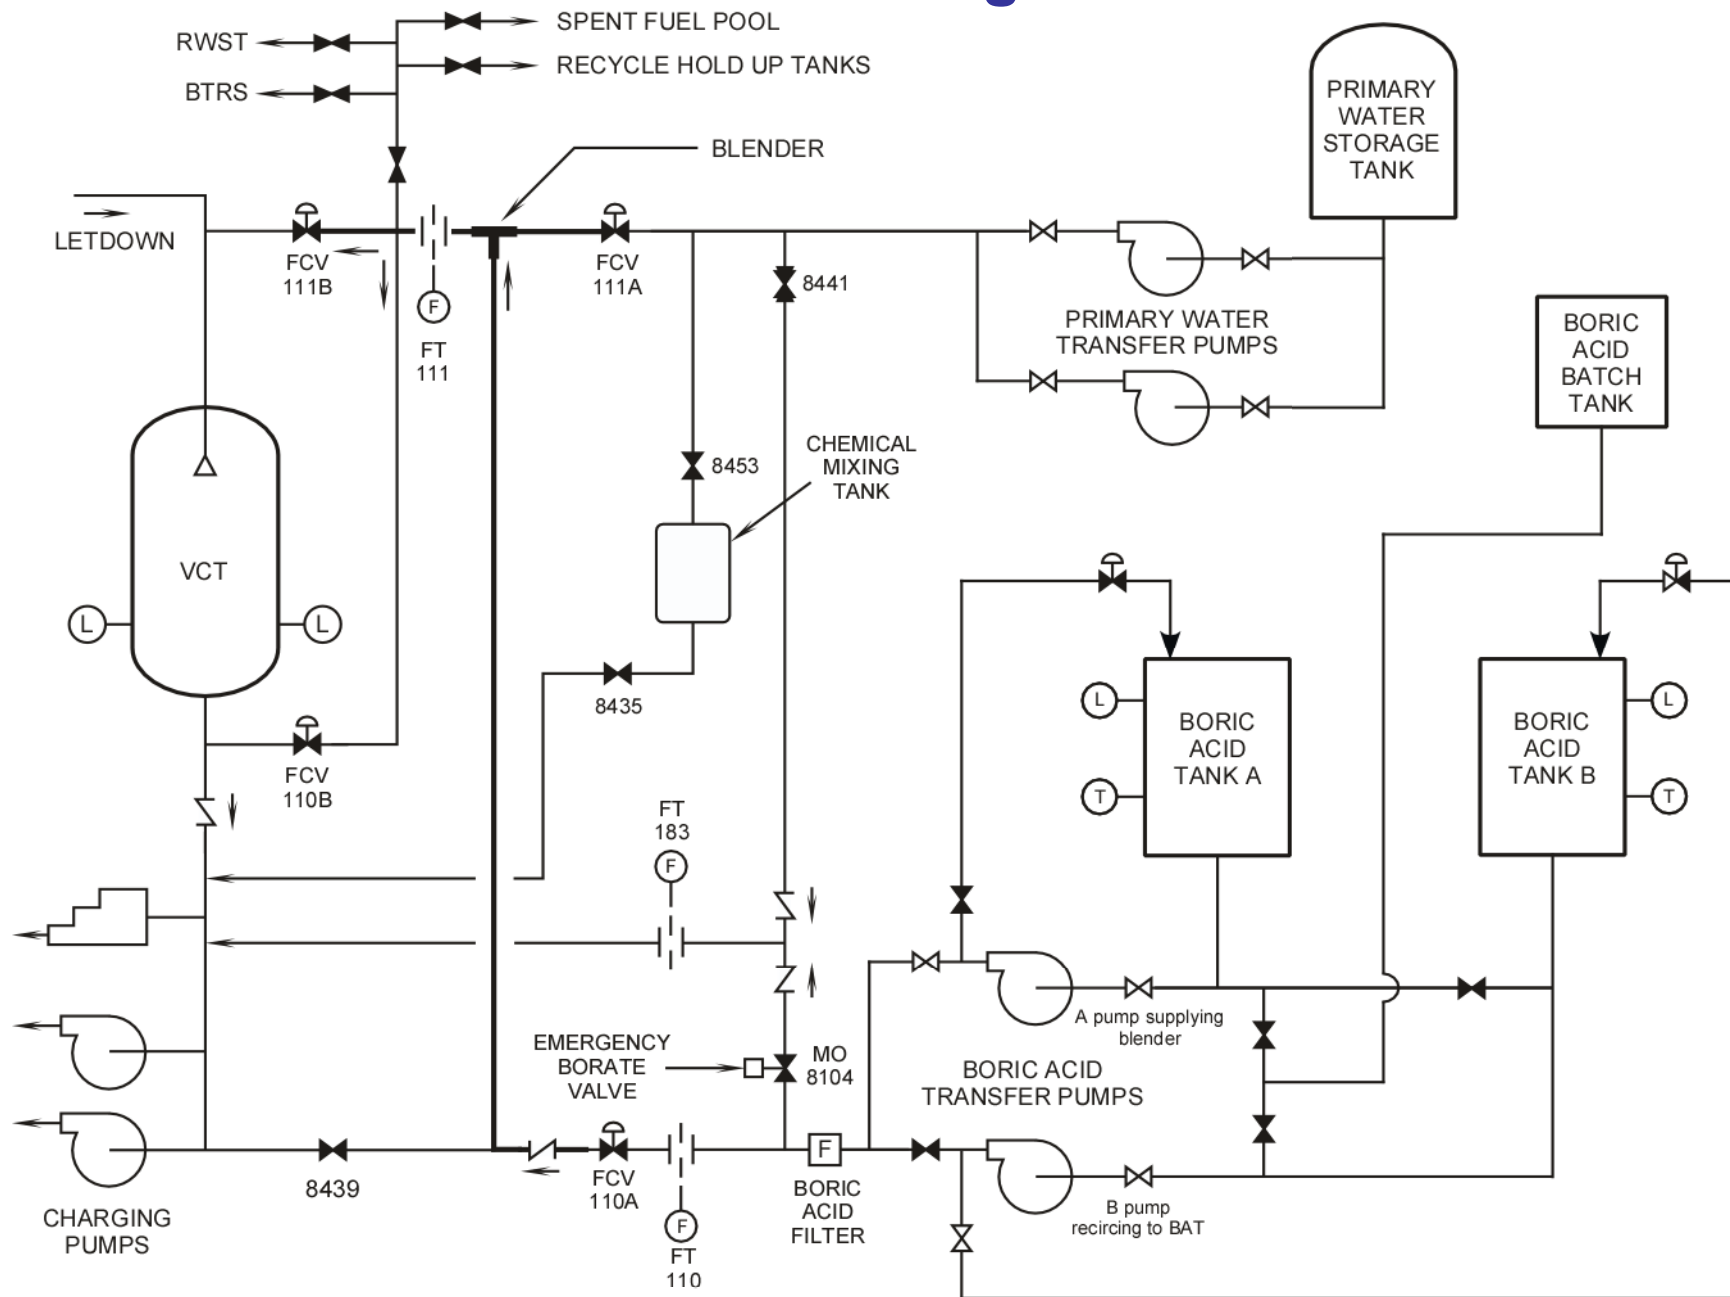 SPENT FUEL POOL
RWST
RECYCLE HOLD UP TANKS
BTRS
BLENDER
PRIMARY
WATER
STORAGE
TANK
LETDOWN
FCV
111B
F
FT
111
FCV
111A
8441
PRIMARY WATER
TRANSFER PUMPS
BORIC
ACID
BATCH
TANK
8453
CHEMICAL
MIXING
TANK
VCT
L
L
8435
FCV
110B
L
T
BORIC
ACID
TANK A
BORIC
ACID
TANK B
L
T
FT
183
F
A pump supplying
blender
EMERGENCY
BORATE
VALVE
MO
8104
BORIC ACID
TRANSFER PUMPS
8439
FCV
110A
F
FT
110
F
BORIC
ACID
FILTER
B pump
recircing to BAT
CHARGING
PUMPS